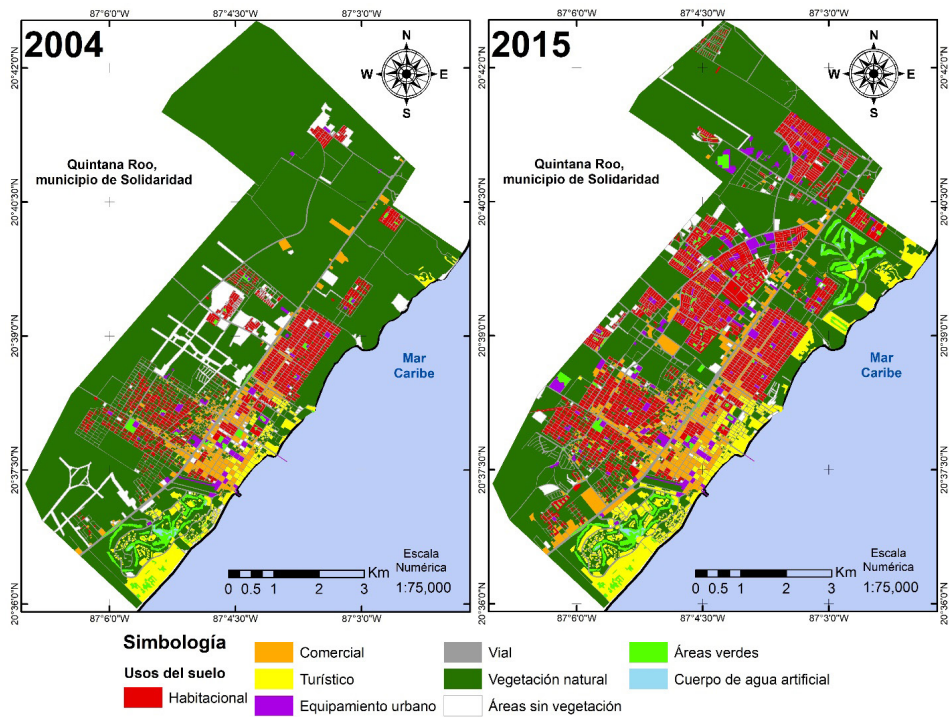 2004
87°6'0"W 87°4'30"W 87°3'0"W
N
W E
S
20°42'0"N
20°40'30"N
20°39'0"N
20°37'30"N
20°36'0"N
Quintana Roo,
municipio de Solidaridad
Mar
Caribe
Escala
Numérica
1:75,000
0 0.5 1 2 3 Km
87°6'0"W 87°4'30"W 87°3'0"W
2015
87°6'0"W 87°4'30"W 87°3'0"W
N
W E
S
Quintana Roo,
municipio de Solidaridad
Mar
Caribe
20°42'0"N
20°40'30"N
20°39'0"N
20°37'30"N
20°36'0"N
Escala
Numérica
1:75,000
0 0.5 1 2 3 Km
87°6'0"W 87°4'30"W 87°3'0"W
Simbología
Usos del suelo
Habitacional
Comercial
Turístico
Equipamiento urbano
Vial
Vegetación natural
Áreas sin vegetación
Áreas verdes
Cuerpo de agua artificial